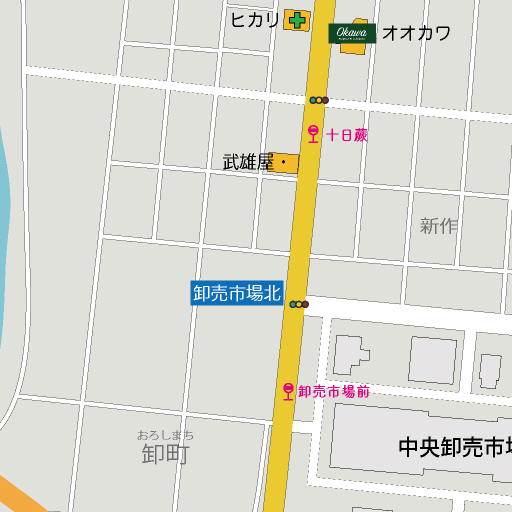 ヒカリ
Okawa
オオカワ
十日蕨
武雄屋・
新作
卸売市場北
卸売市場前
おろしまち
卸町
中央卸売市場